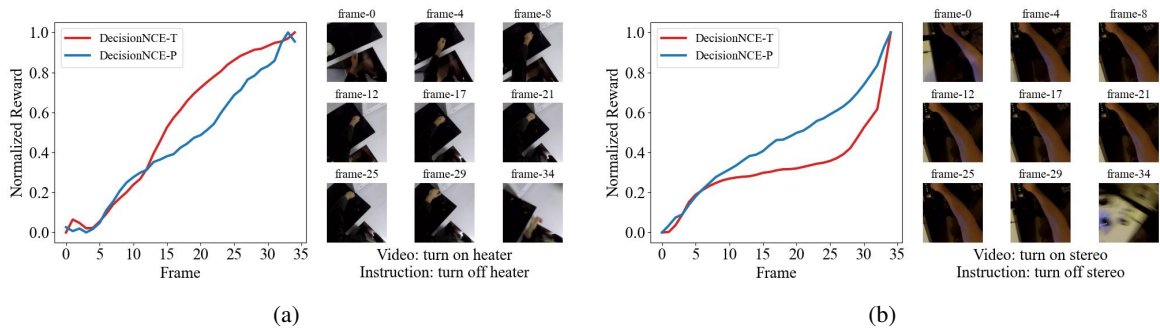 1.0
0.8
0.6
0.4
0.2
0.0
Normalized Reward
DecisionNCE-T
DecisionNCE-P
0 5 10 15 20 25 30 35
Frame
frame-0 frame-4 frame-8
frame-12 frame-17 frame-21
frame-25 frame-29 frame-34
Video: turn on heater
Instruction: turn off heater
(a)
1.0
0.8
0.6
0.4
0.2
0.0
Normalized Reward
DecisionNCE-T
DecisionNCE-P
0 5 10 15 20 25 30 35
Frame
frame-0 frame-4 frame-8
frame-12 frame-17 frame-21
frame-25 frame-29 frame-34
Video: turn on stereo
Instruction: turn off stereo
(b)